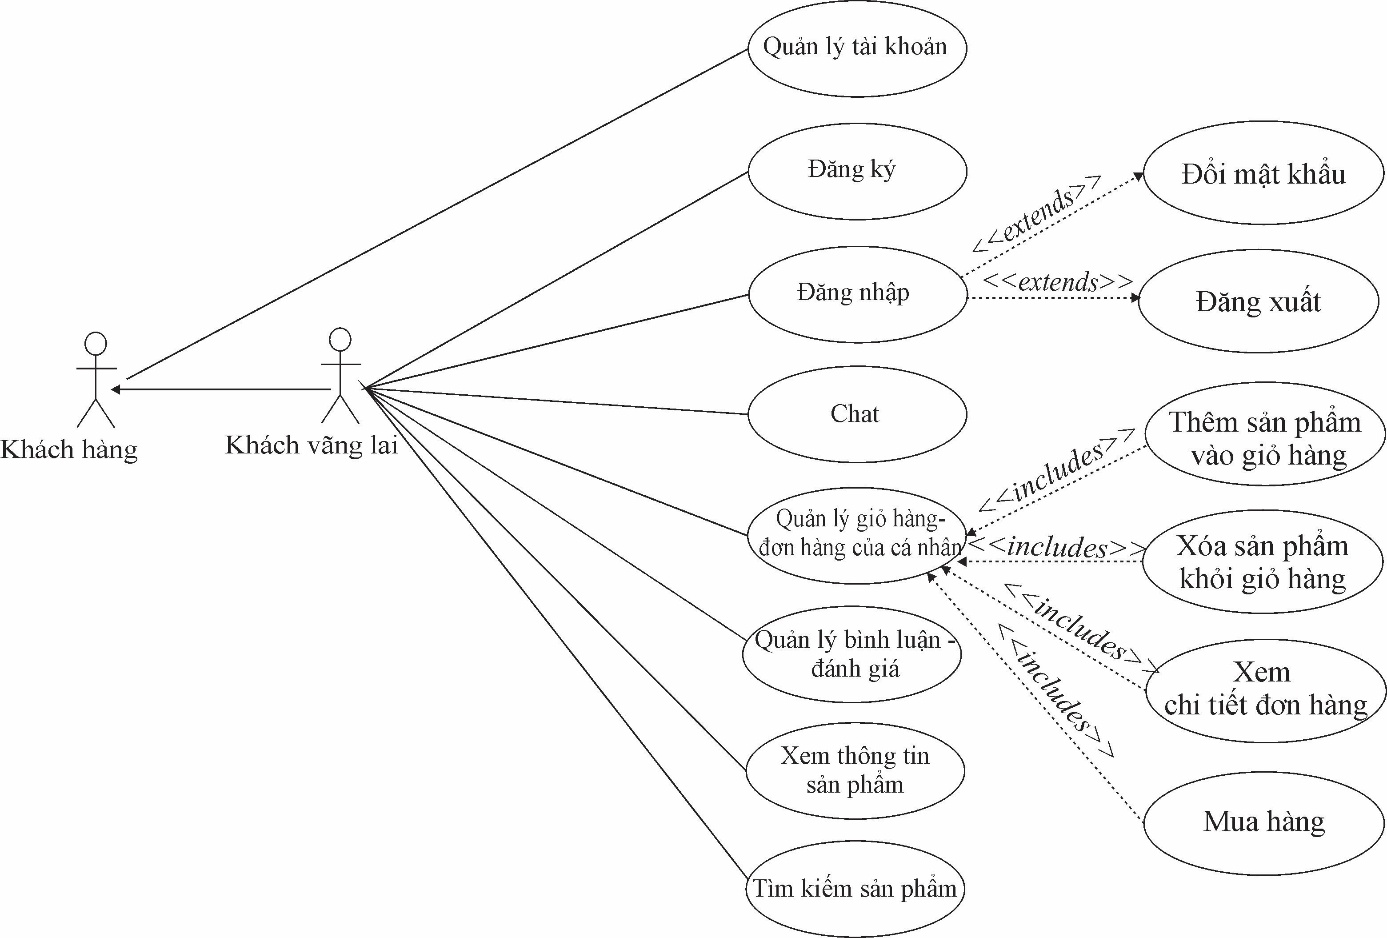 Quản lý tài khoản
Đăng ký
Đổi mật khẩu
<<extends>>
Đăng nhập
<<extends>>
Đăng xuất
Khách hàng
Khách vãng lai
Chat
Thêm sản phẩm
vào giỏ hàng
<<includes>>
Quản lý giỏ hàng-
đơn hàng của cá nhân
<<includes>>
Xóa sản phẩm
khỏi giỏ hàng
<<includes>>
Quản lý bình luận -
đánh giá
<<includes>>
Xem
chi tiết đơn hàng
Xem thông tin
sản phẩm
Mua hàng
Tìm kiếm sản phẩm